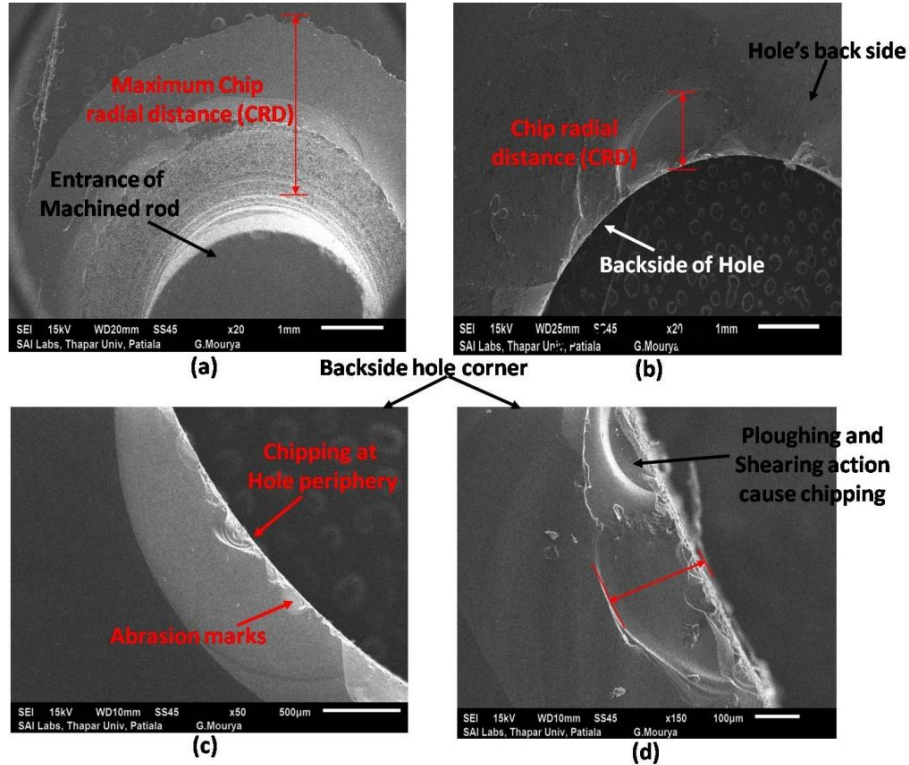 Maximum Chip
radial distance (CRD)
Entrance of
Machined rod
SEI 15kV WD20mm SS45 x20 1mm
SAI Labs, Thapar Univ, Patiala G.Mourya
(a)
Hole's back side
Chip radial
distance (CRD)
Backside of Hole
SEI 15kV WD25mm SS45 x20 1mm
SAI Labs, Thapar Univ, Patiala G.Mourya
(b)
Backside hole corner
Chipping at
Hole periphery
Abrasion marks
SEI 15kV WD10mm SS45 x50 500µm
SAI Labs, Thapar Univ, Patiala G.Mourya
(c)
Ploughing and
Shearing action
cause chipping
SEI 15kV WD10mm SS45 x150 100µm
SAI Labs, Thapar Univ, Patiala G.Mourya
(d)